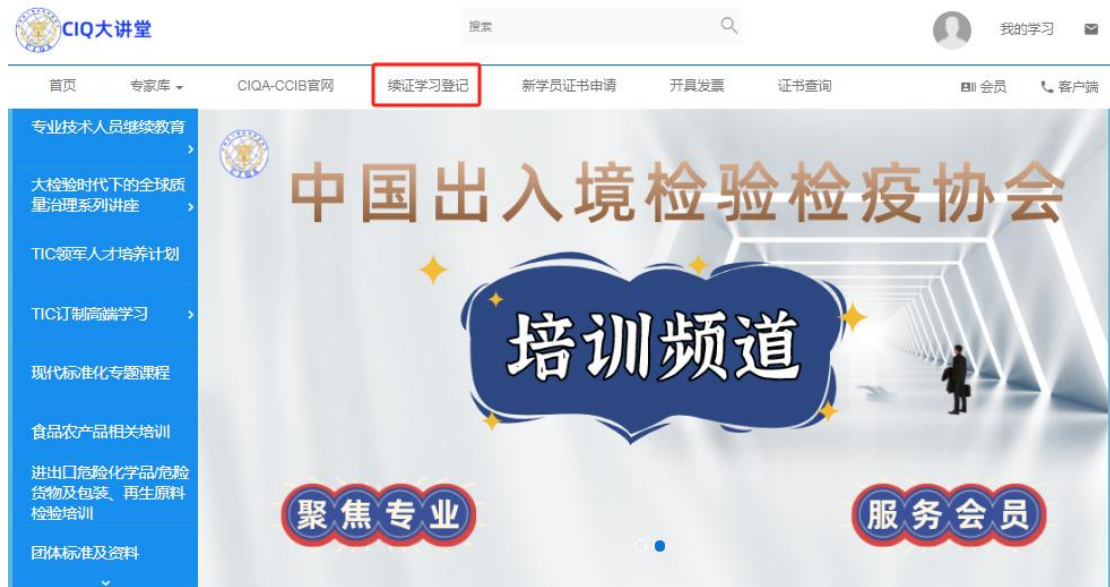 CIQ大讲堂
搜索
我的学习
首页
专家库
CIQA-CCIB官网
续证学习登记
新学员证书申请
开具发票
证书查询
会员
客户端
专业技术人员继续教育
大检验时代下的全球质
量治理系列讲座
TIC领军人才培养计划
TIC订制高端学习
现代标准化专题课程
食品农产品相关培训
进出口危险化学品/危险
货物及包装、再生原料
检验培训
团体标准及资料
中国出入境检验检疫协会
培训频道
聚焦专业
服务会员